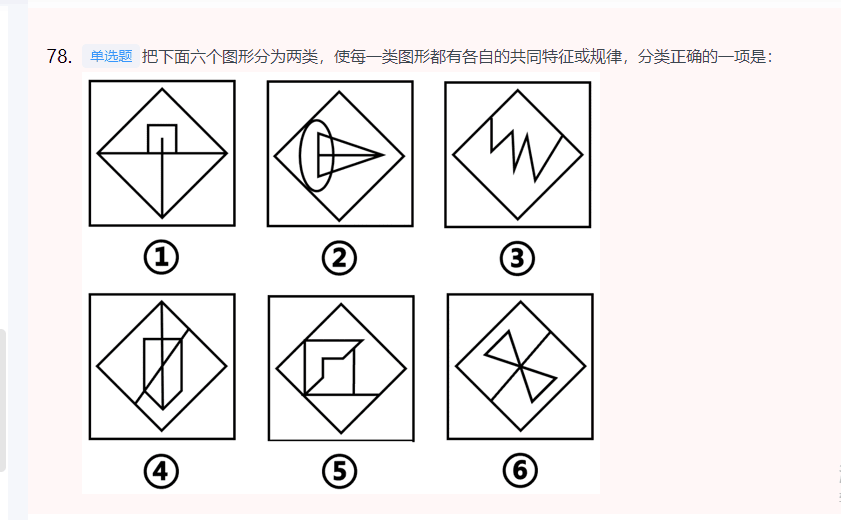 78. 单选题 把下面六个图形分为两类，使每一类图形都有各自的共同特征或规律，分类正确的一项是：
① ② ③
④ ⑤ ⑥